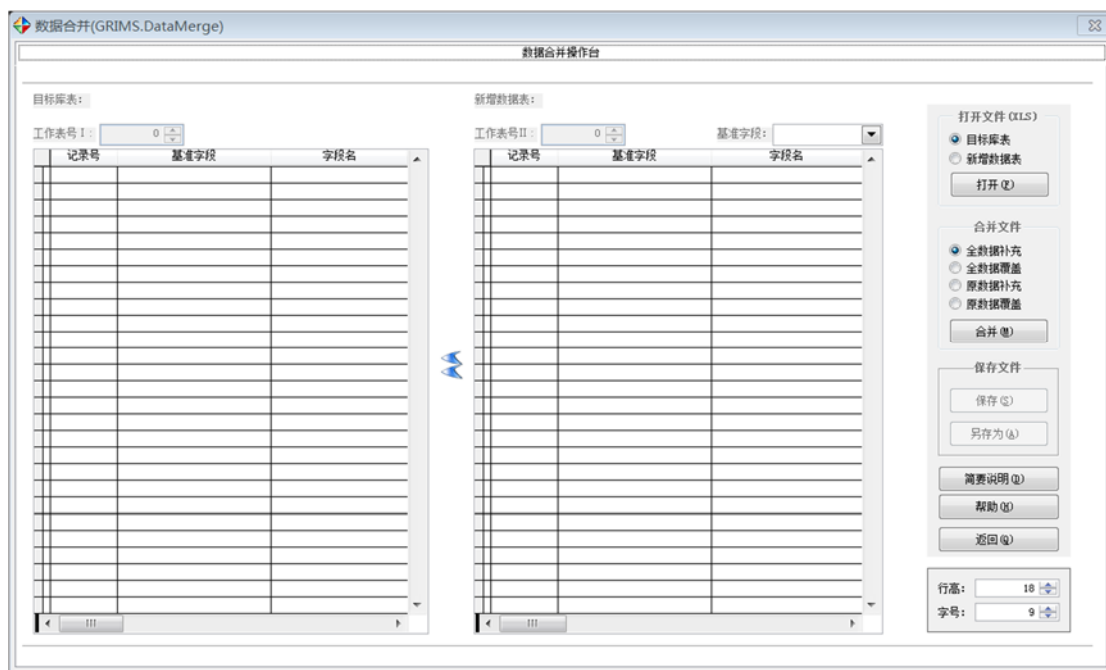 数据合并(GRIMS.DataMerge)
数据合并操作台
目标库表:
工作表号Ⅰ: 0
记录号 基准字段 字段名
新增数据表:
工作表号Ⅱ: 0 基准字段:
记录号 基准字段 字段名
打开文件(XLS)
目标库表
新增数据表
打开(F)
合并文件
全数据补充
全数据覆盖
原数据补充
原数据覆盖
合并(M)
保存文件
保存(S)
另存为(A)
简要说明(D)
帮助(H)
返回(Q)
行高: 18
字号: 9